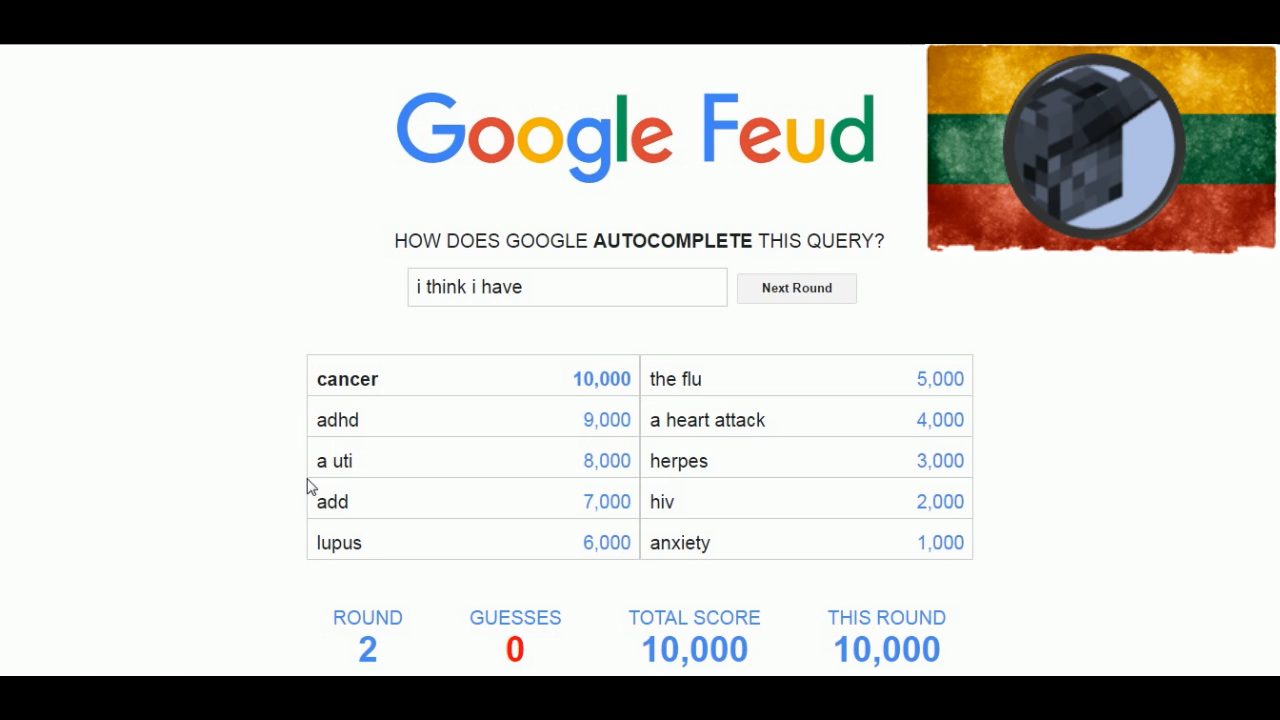 Google Feud
HOW DOES GOOGLE AUTOCOMPLETE THIS QUERY?
i think i have Next Round
cancer 10,000 the flu 5,000
adhd 9,000 a heart attack 4,000
a uti 8,000 herpes 3,000
add 7,000 hiv 2,000
lupus 6,000 anxiety 1,000
ROUND GUESSES TOTAL SCORE THIS ROUND
2 0 10,000 10,000